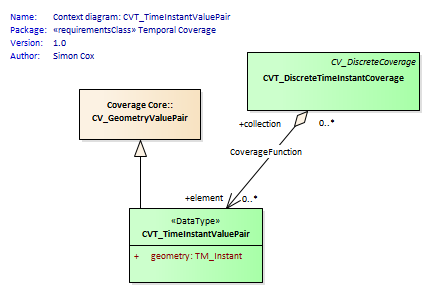 Name: Context diagram: CVT_TimeInstantValuePair
Package: «requirementsClass» Temporal Coverage
Version: 1.0
Author: Simon Cox
CV_DiscreteCoverage
CVT_DiscreteTimeInstantCoverage
Coverage Core::
CV_GeometryValuePair
+collection 0..*
CoverageFunction
+element 0..*
«DataType»
CVT_TimeInstantValuePair
+ geometry: TM_Instant